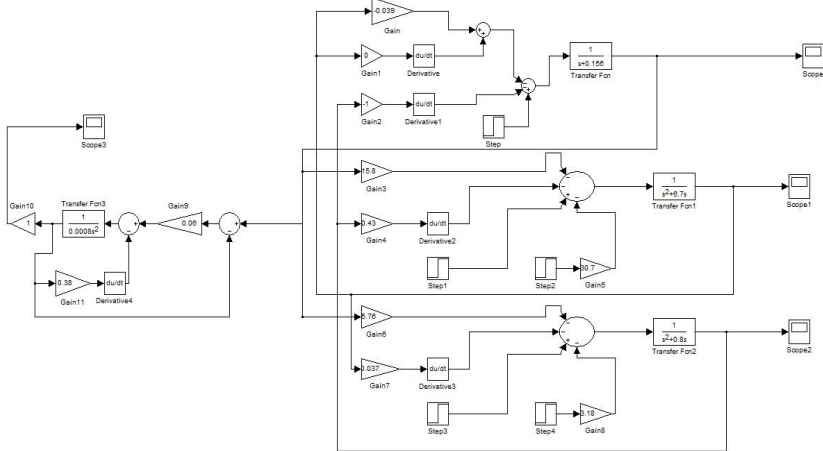 -0.039
Gain
0
Gain1
du/dt
Derivative
-1
Gain2
du/dt
Derivative1
Step
1
s+0.156
Transfer Fcn
Scope
Scope3
15.8
Gain3
0.43
Gain4
du/dt
Derivative2
Step1
Step2
30.7
Gain5
1
s²+6.7s
Transfer Fcn1
Scope1
Gain10
1
Transfer Fcn3
1
0.0008s²
Gain9
0.06
0.38
Gain11
du/dt
Derivative4
5.76
Gain6
0.037
Gain7
du/dt
Derivative3
Step3
Step4
3.18
Gain8
1
s²+0.8s
Transfer Fcn2
Scope2